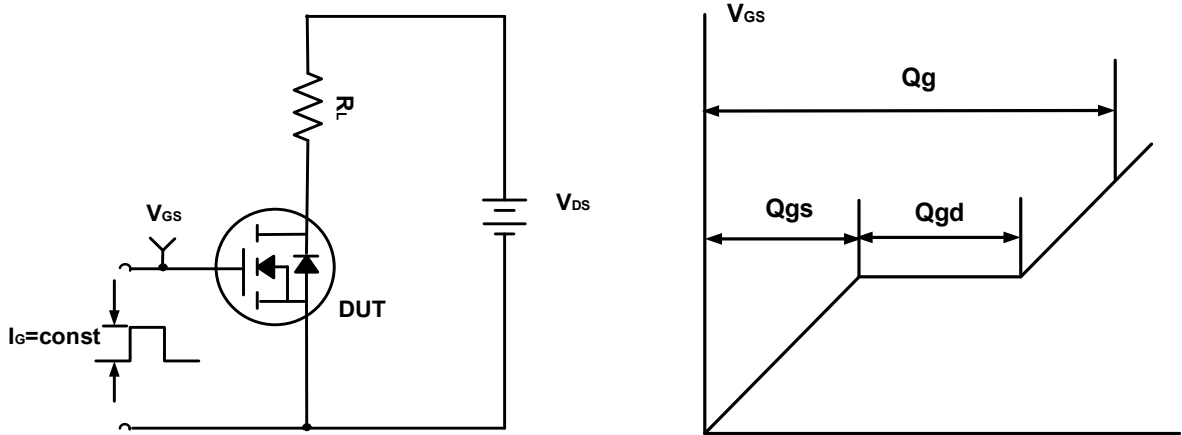 RL
VDS
VGS
DUT
IG=const
VGS
Qg
Qgs
Qgd